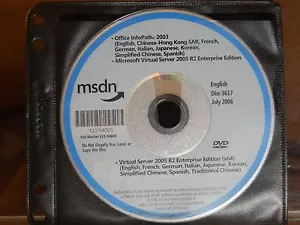 • Office InfoPath® 2003
(English, Chinese-Hong Kong SAR, French,
German, Italian, Japanese, Korean,
Simplified Chinese, Spanish)
• Microsoft Virtual Server 2005 R2 Enterprise Edition
msdn
English
Disc 3617
July 2006
Part Number
Do not illegally Use, Lend, or
Copy this Disc.
DVD
• Virtual Server 2005 R2 Enterprise Edition (x64)
(English, French, German, Italian, Japanese, Korean,
Simplified Chinese, Spanish, Traditional Chinese)